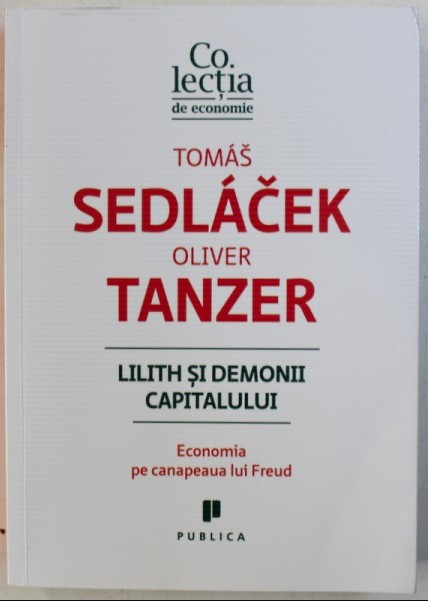 Co.
lecția
de economie
TOMÁŠ
SEDLÁČEK
OLIVER
TANZER
LILITH ȘI DEMONII
CAPITALULUI
Economia
pe canapeaua lui Freud
PUBLICA